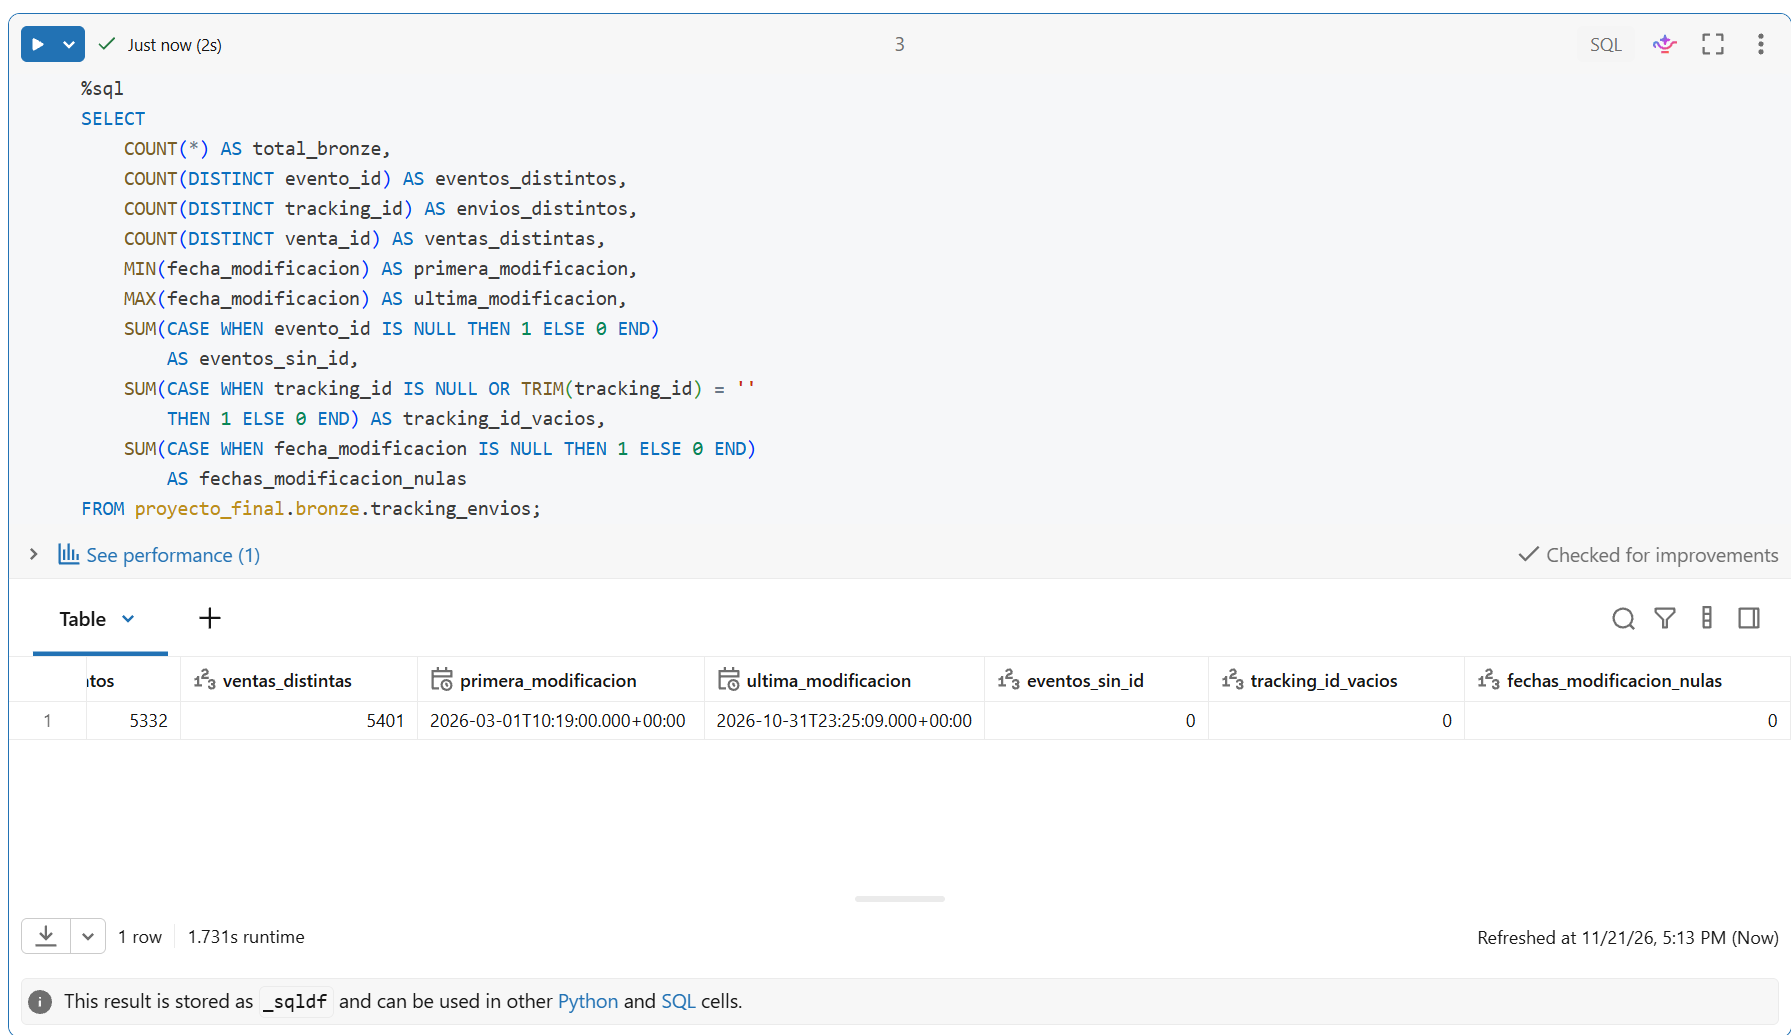 Just now (2s)
3
SQL
%sql
SELECT
COUNT(*) AS total_bronze,
COUNT(DISTINCT evento_id) AS eventos_distintos,
COUNT(DISTINCT tracking_id) AS envios_distintos,
COUNT(DISTINCT venta_id) AS ventas_distintas,
MIN(fecha_modificacion) AS primera_modificacion,
MAX(fecha_modificacion) AS ultima_modificacion,
SUM(CASE WHEN evento_id IS NULL THEN 1 ELSE 0 END)
AS eventos_sin_id,
SUM(CASE WHEN tracking_id IS NULL OR TRIM(tracking_id) = ''
THEN 1 ELSE 0 END) AS tracking_id_vacios,
SUM(CASE WHEN fecha_modificacion IS NULL THEN 1 ELSE 0 END)
AS fechas_modificacion_nulas
FROM proyecto_final.bronze.tracking_envios;
See performance (1)
Checked for improvements
Table
tos 123 ventas_distintas primera_modificacion ultima_modificacion 123 eventos_sin_id 123 tracking_id_vacios 123 fechas_modificacion_nulas
1 5332 5401 2026-03-01T10:19:00.000+00:00 2026-10-31T23:25:09.000+00:00 0 0 0
1 row 1.731s runtime
Refreshed at 11/21/26, 5:13 PM (Now)
This result is stored as _sqldf and can be used in other Python and SQL cells.